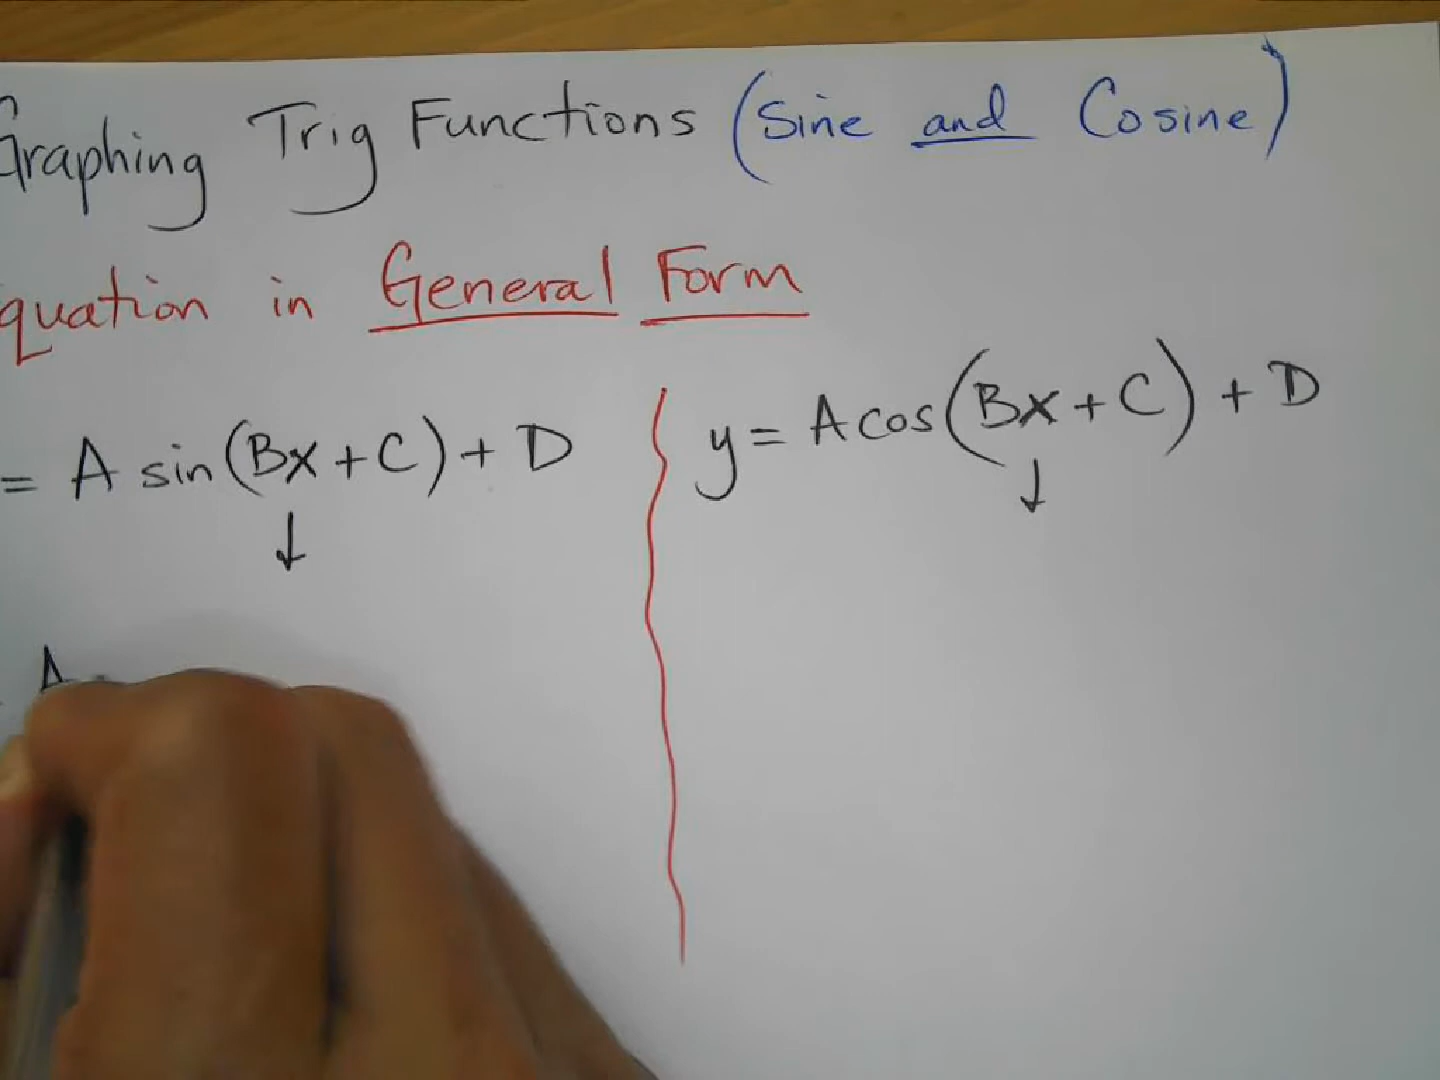 Graphing Trig Functions (Sine and Cosine)
quation in General Form
= A sin(Bx+C)+D
y = A cos(Bx+C)+D
A